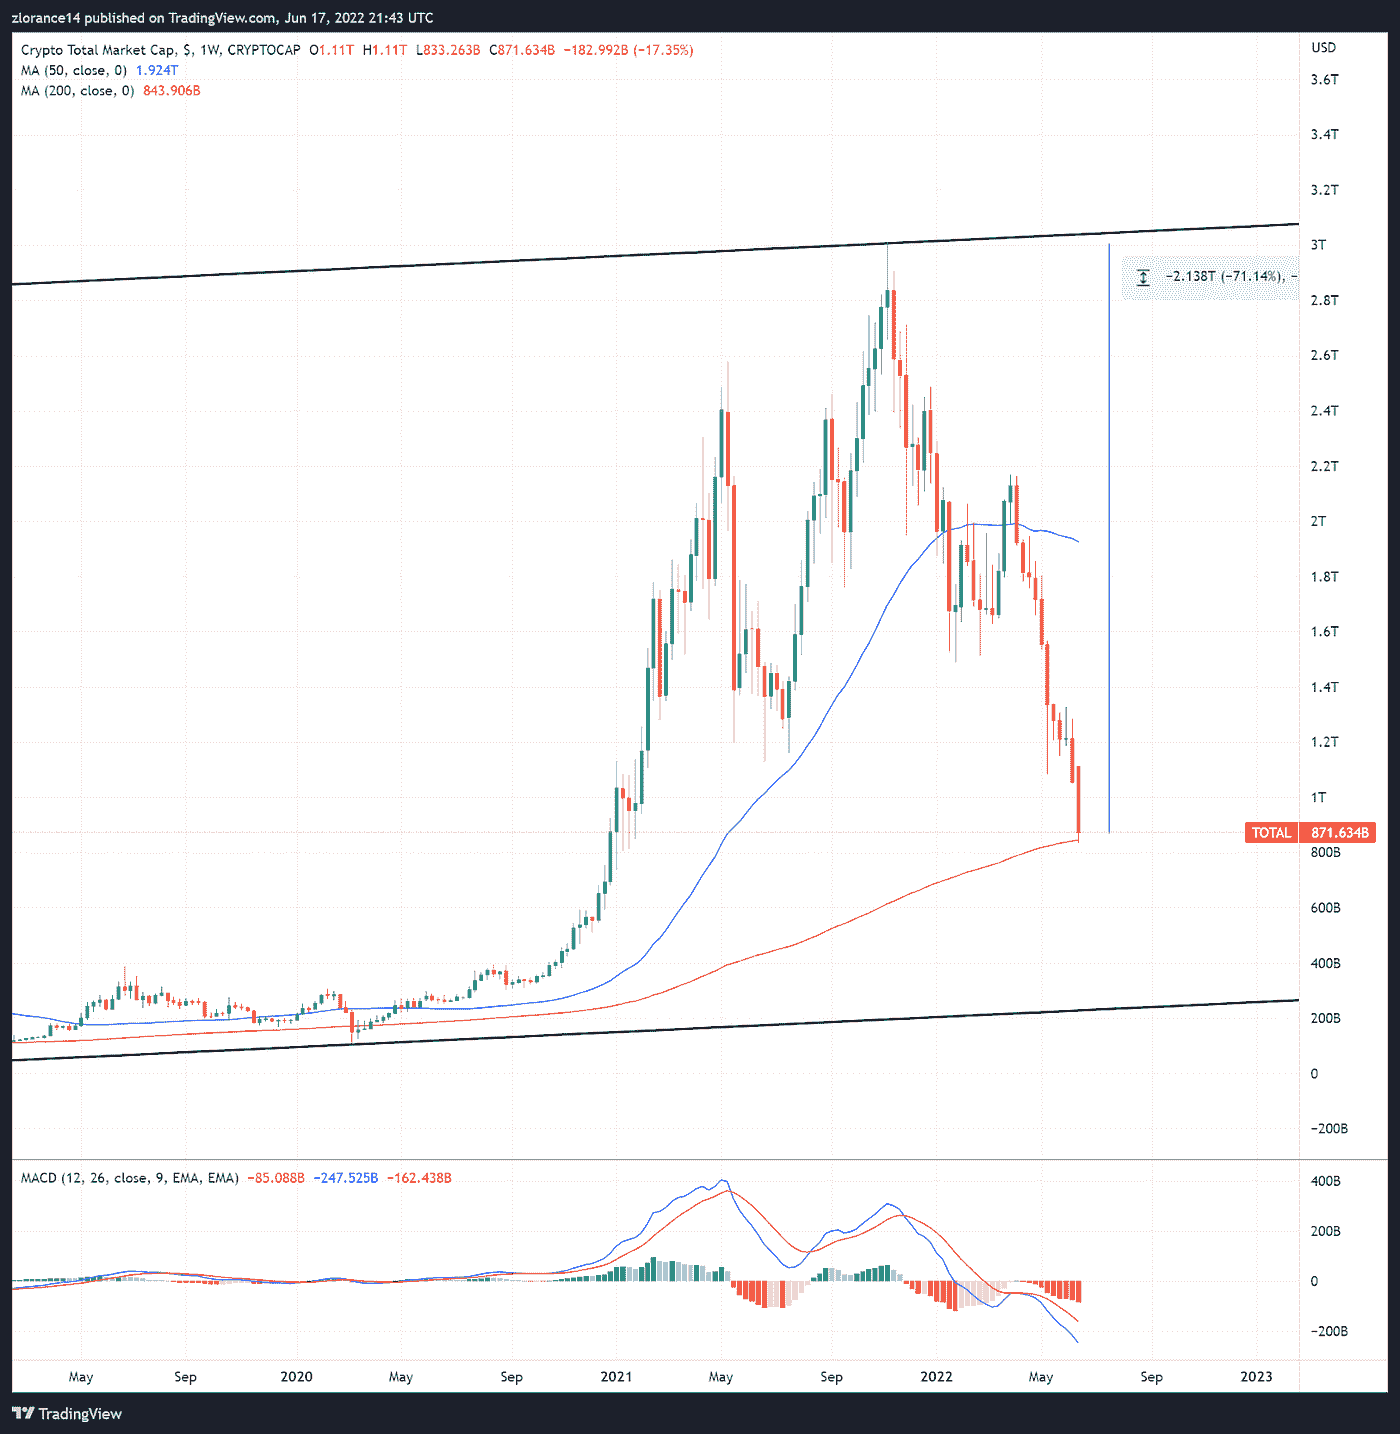 zlorance14 published on TradingView.com, Jun 17, 2022 21:43 UTC
Crypto Total Market Cap, $, 1W, CRYPTOCAP O1.11T H1.11T L833.263B C871.634B −182.992B (−17.35%)
MA (50, close, 0) 1.924T
MA (200, close, 0) 843.906B
USD
3.6T
3.4T
3.2T
3T
−2.138T (−71.14%), −
2.8T
2.6T
2.4T
2.2T
2T
1.8T
1.6T
1.4T
1.2T
1T
TOTAL 871.634B
800B
600B
400B
200B
0
−200B
MACD (12, 26, close, 9, EMA, EMA) −85.088B −247.525B −162.438B
400B
200B
0
−200B
May Sep 2020 May Sep 2021 May Sep 2022 May Sep 2023
TradingView